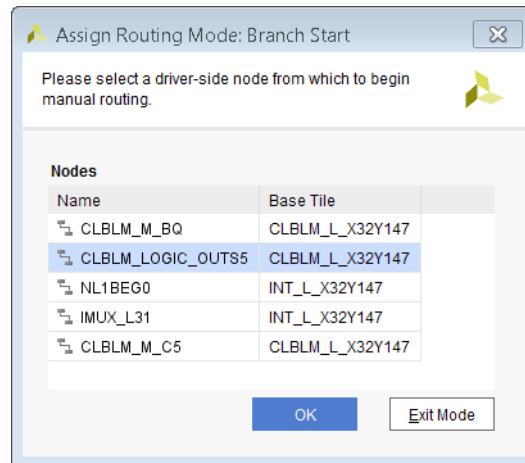 Assign Routing Mode: Branch Start
Please select a driver-side node from which to begin
manual routing.
Nodes
Name Base Tile
CLBLM_M_BQ CLBLM_L_X32Y147
CLBLM_LOGIC_OUTS5 CLBLM_L_X32Y147
NL1BEG0 INT_L_X32Y147
IMUX_L31 INT_L_X32Y147
CLBLM_M_C5 CLBLM_L_X32Y147
OK Exit Mode